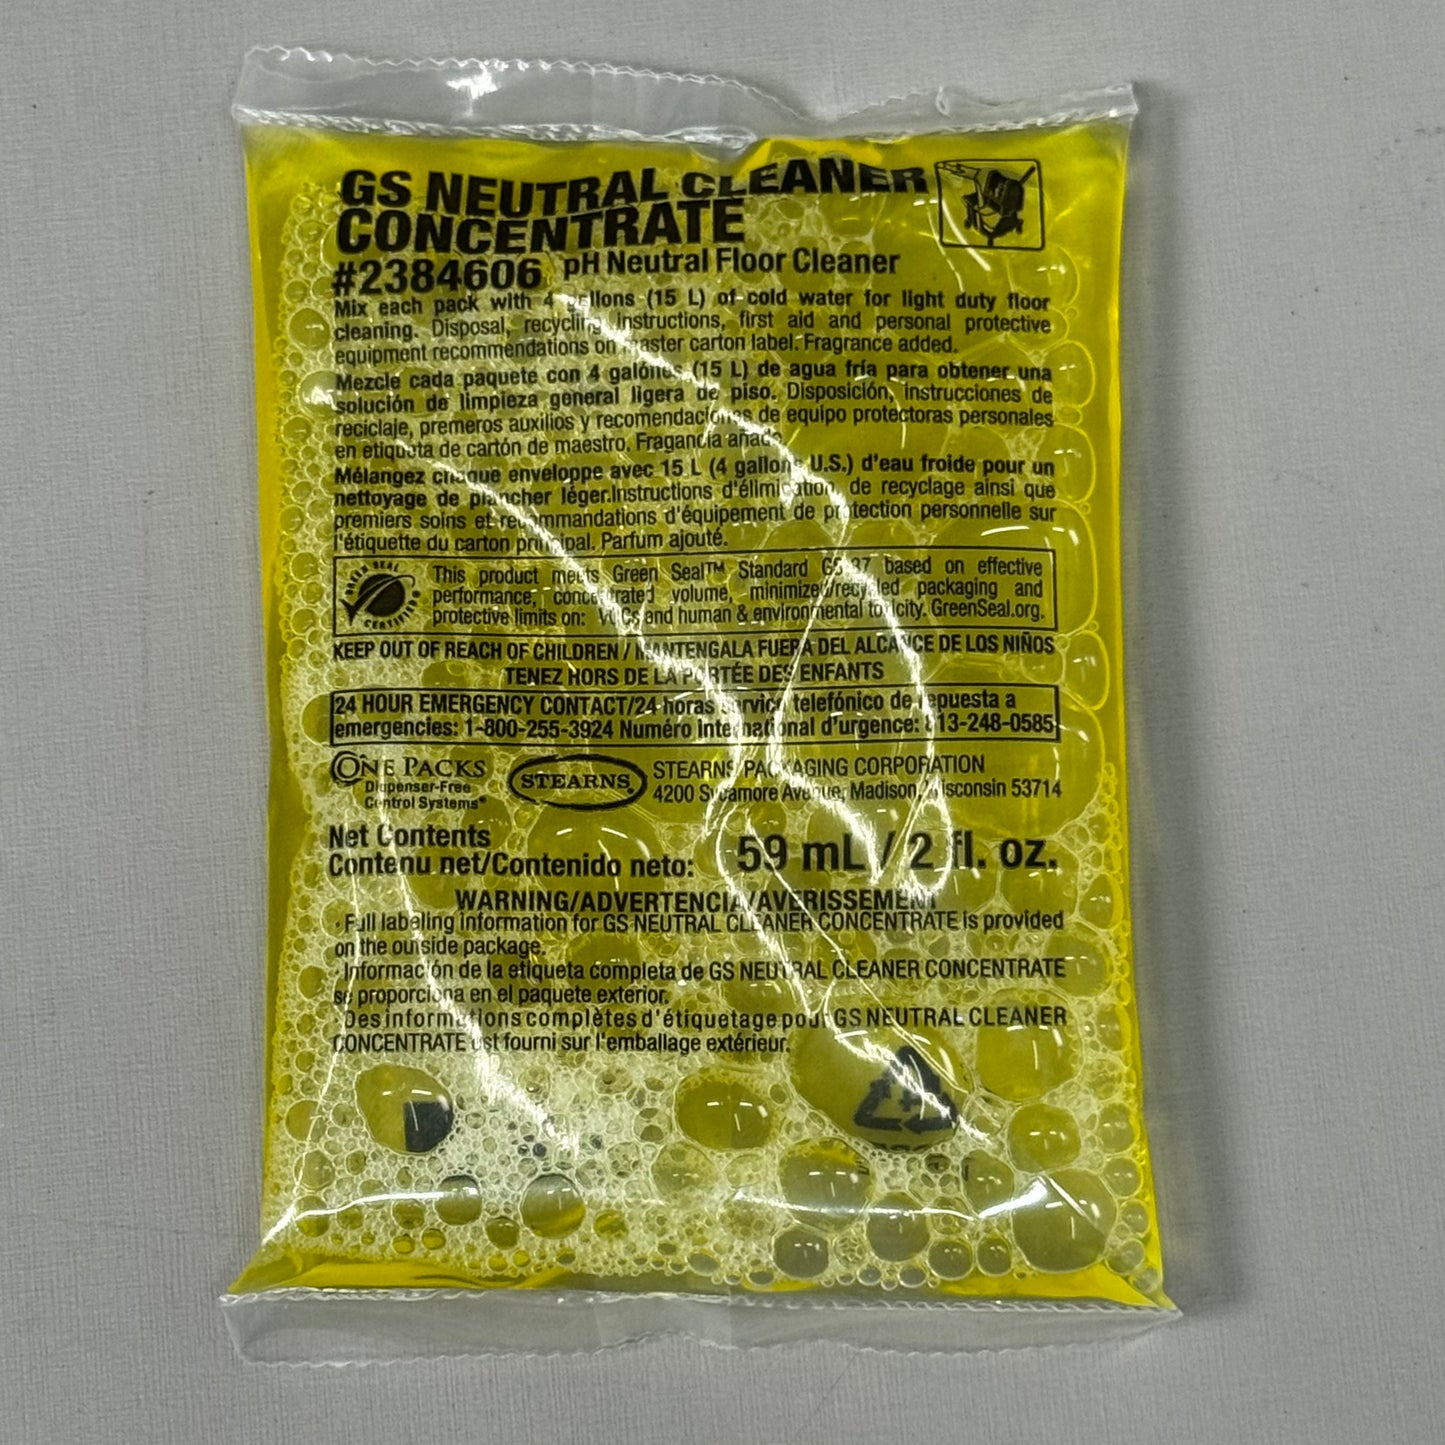 GS NEUTRAL CLEANER
CONCENTRATE
#2384606 pH Neutral Floor Cleaner
Mix each pack with 4 gallons (15 L) of cold water for light duty floor
cleaning. Disposal, recycling instructions, first aid and personal protective
equipment recommendations on master carton label. Fragrance added.
Mezcle cada paquete con 4 galónes (15 L) de agua fría para obtener una
solución de limpieza general ligera de piso. Disposición, instrucciones de
reciclaje, premeros auxilios y recomendaciones de equipo protectoras personales
en etiqueta de cartón de maestro. Fragancia añade.
Mélangez chaque enveloppe avec 15 L (4 gallons U.S.) d'eau froide pour un
nettoyage de plancher léger.Instructions d'élimication, de recyclage ainsi que
premiers soins et recommandations d'équipement de protection personnelle sur
l'étiquette du carton principal. Parfum ajouté.
GREEN SEAL CERTIFIED
This product meets Green Seal™ Standard GS-37 based on effective
performance, concentrated volume, minimized/recycled packaging and
protective limits on: VOCs and human & environmental toxicity. GreenSeal.org.
KEEP OUT OF REACH OF CHILDREN / MANTENGALA FUERA DEL ALCANCE DE LOS NIÑOS
TENEZ HORS DE LA PORTÉE DES ENFANTS
24 HOUR EMERGENCY CONTACT/24 horas servicio telefónico de repuesta a
emergencies: 1-800-255-3924 Numéro International d'urgence: 813-248-0585
ONE PACKS
Dispenser-Free
Control Systems®
STEARNS®
STEARNS PACKAGING CORPORATION
4200 Sycamore Avenue, Madison, Wisconsin 53714
Net Contents
Contenu net/Contenido neto: 59 mL / 2 fl. oz.
WARNING/ADVERTENCIA/AVERISSEMENT
· Full labeling information for GS NEUTRAL CLEANER CONCENTRATE is provided
on the outside package.
· Información de la etiqueta completa de GS NEUTRAL CLEANER CONCENTRATE
se proporciona en el paquete exterior.
· Des informations complètes d'étiquetage pour GS NEUTRAL CLEANER
CONCENTRATE est fourni sur l'emballage extérieur.